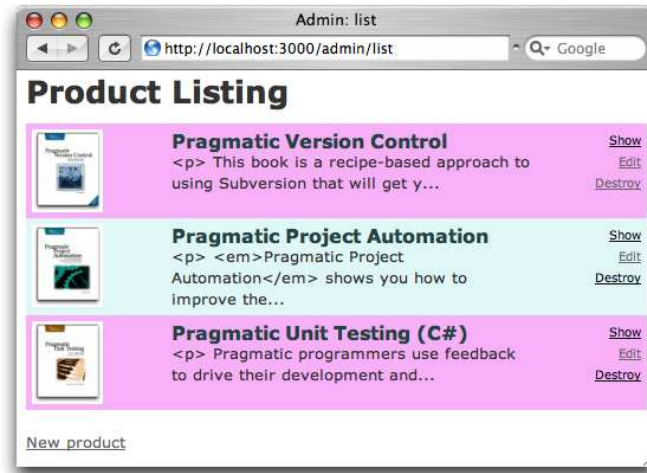 Admin: list
http://localhost:3000/admin/list
Google
Product Listing
Pragmatic Version Control
<p> This book is a recipe-based approach to
using Subversion that will get y...
Show
Edit
Destroy
Pragmatic Project Automation
<p> <em>Pragmatic Project
Automation</em> shows you how to
improve the...
Show
Edit
Destroy
Pragmatic Unit Testing (C#)
<p> Pragmatic programmers use feedback
to drive their development and...
Show
Edit
Destroy
New product